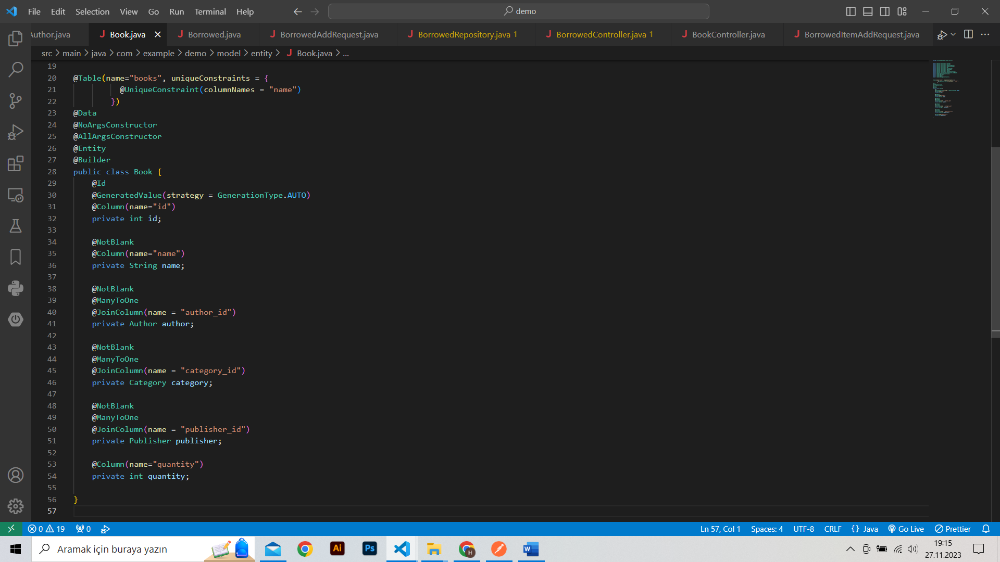 File Edit Selection View Go Run Terminal Help
demo
Author.java
Book.java
Borrowed.java
BorrowedAddRequest.java
BorrowedRepository.java 1
BorrowedController.java 1
BookController.java
BorrowedItemAddRequest.java
src > main > java > com > example > demo > model > entity > Book.java > ...
19
20 @Table(name="books", uniqueConstraints = {
21 @UniqueConstraint(columnNames = "name")
22 })
23 @Data
24 @NoArgsConstructor
25 @AllArgsConstructor
26 @Entity
27 @Builder
28 public class Book {
29 @Id
30 @GeneratedValue(strategy = GenerationType.AUTO)
31 @Column(name="id")
32 private int id;
33
34 @NotBlank
35 @Column(name="name")
36 private String name;
37
38 @NotBlank
39 @ManyToOne
40 @JoinColumn(name = "author_id")
41 private Author author;
42
43 @NotBlank
44 @ManyToOne
45 @JoinColumn(name = "category_id")
46 private Category category;
47
48 @NotBlank
49 @ManyToOne
50 @JoinColumn(name = "publisher_id")
51 private Publisher publisher;
52
53 @Column(name="quantity")
54 private int quantity;
55
56 }
57
0 19 0
Ln 57, Col 1 Spaces: 4 UTF-8 CRLF {} Java Go Live Prettier
Aramak için buraya yazın
Ai
Ps
H
W
19:15
27.11.2023